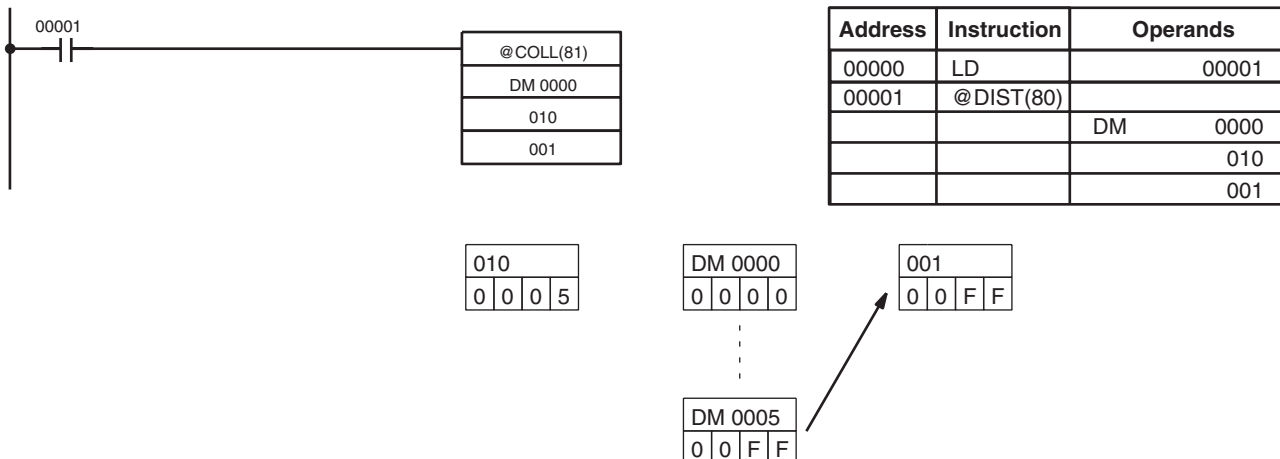 00001
@COLL(81)
DM 0000
010
001
Address Instruction Operands
00000 LD 00001
00001 @DIST(80)
DM 0000
010
001
010 DM 0000 001
0 0 0 5 0 0 0 0 0 0 F F
DM 0005
0 0 F F